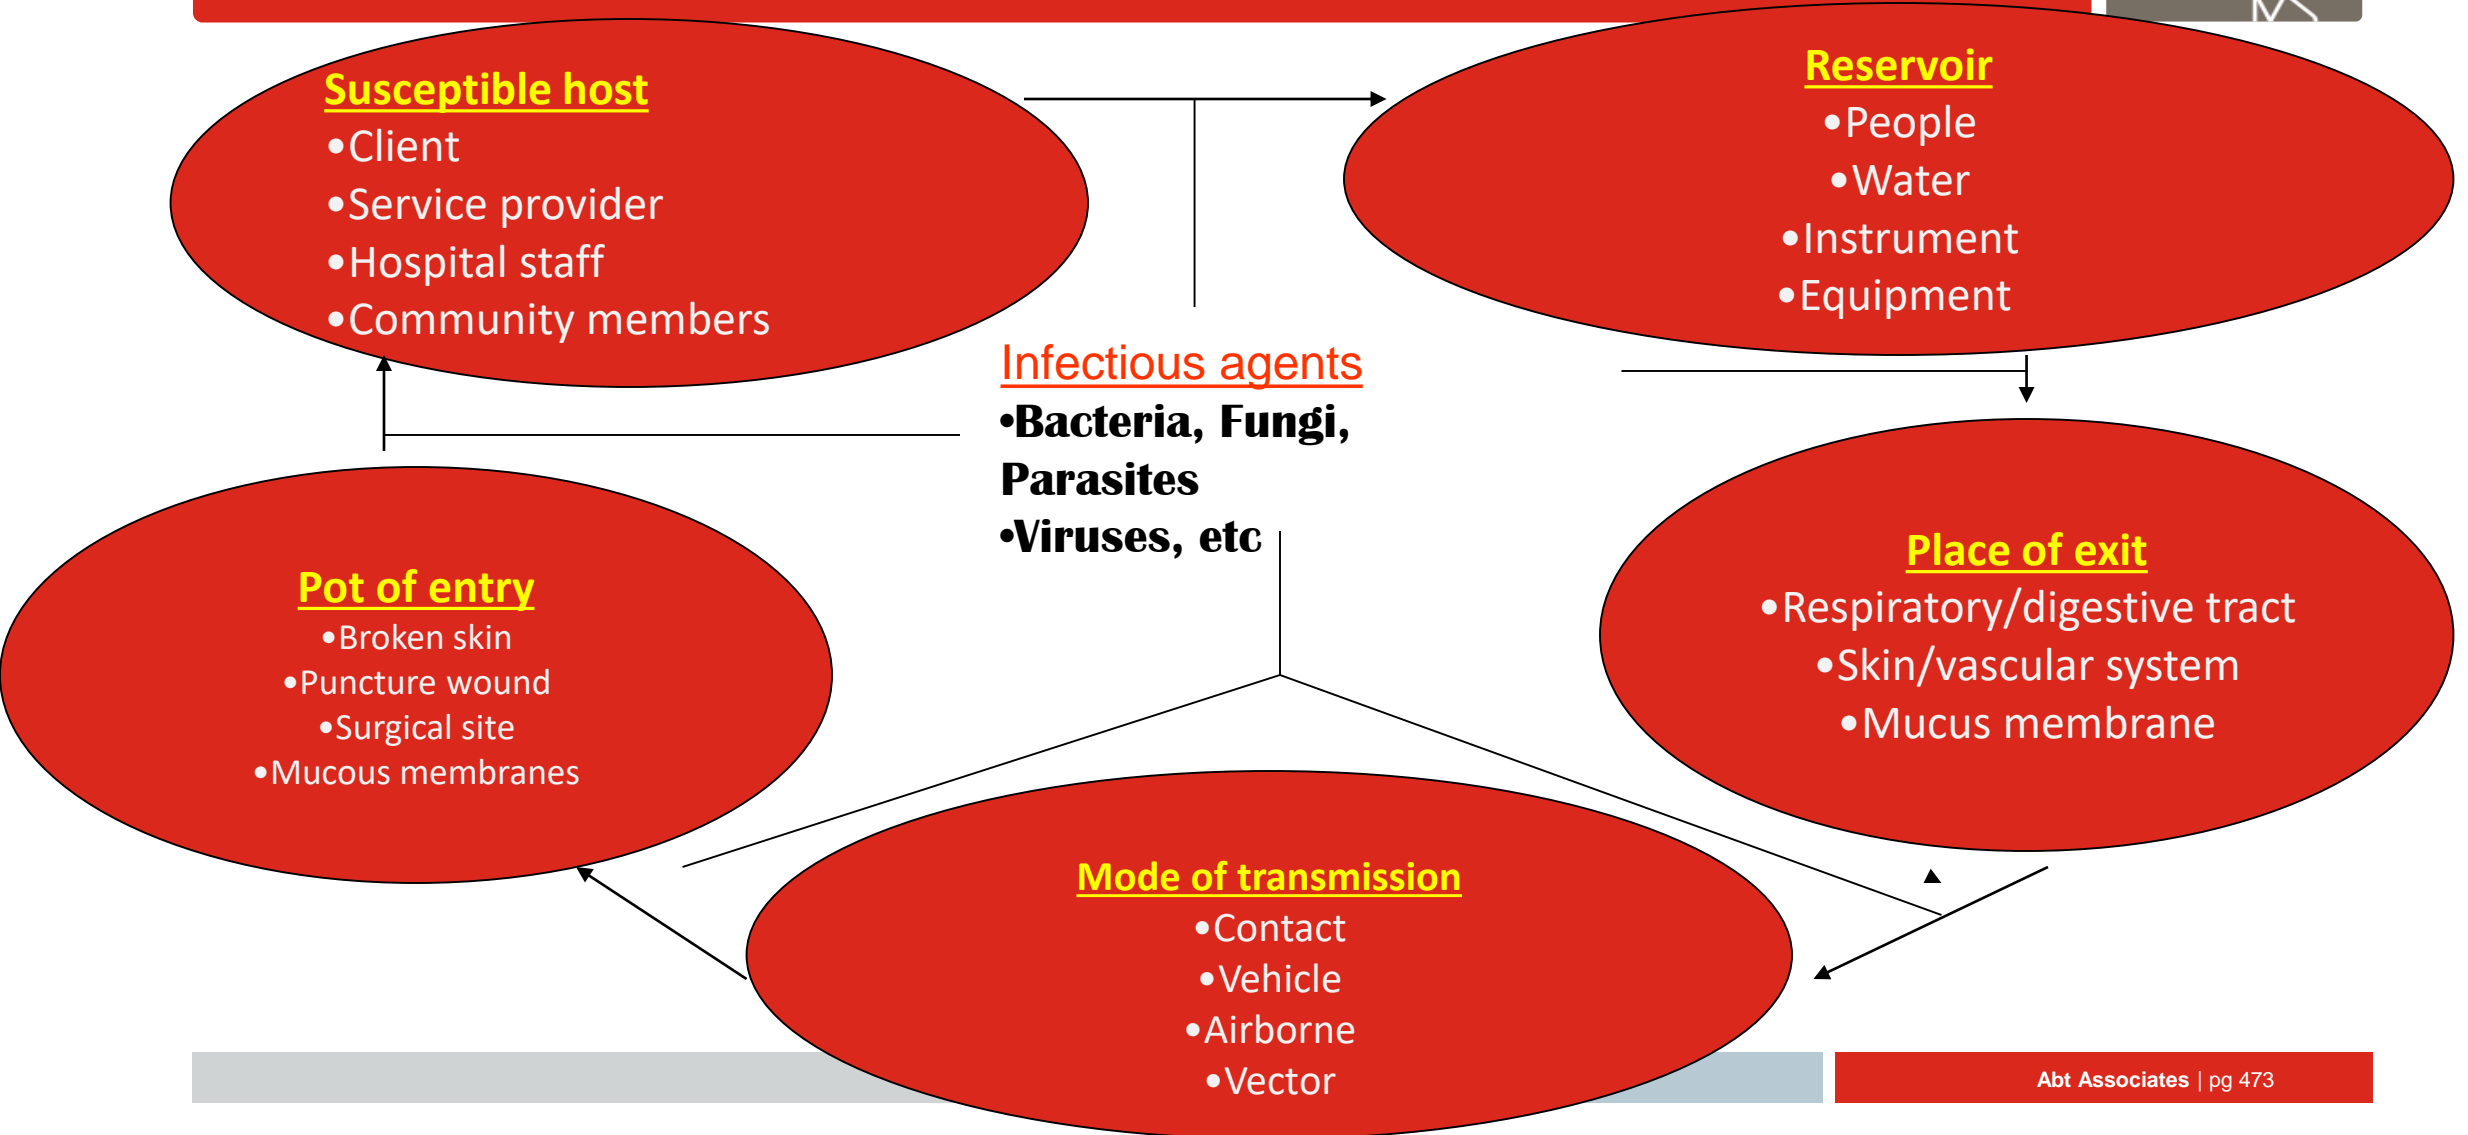 Susceptible host
•Client
•Service provider
•Hospital staff
•Community members
Reservoir
•People
•Water
•Instrument
•Equipment
Infectious agents
•Bacteria, Fungi,
Parasites
•Viruses, etc
Pot of entry
•Broken skin
•Puncture wound
•Surgical site
•Mucous membranes
Place of exit
•Respiratory/digestive tract
•Skin/vascular system
•Mucus membrane
Mode of transmission
•Contact
•Vehicle
•Airborne
•Vector
Abt Associates | pg 473